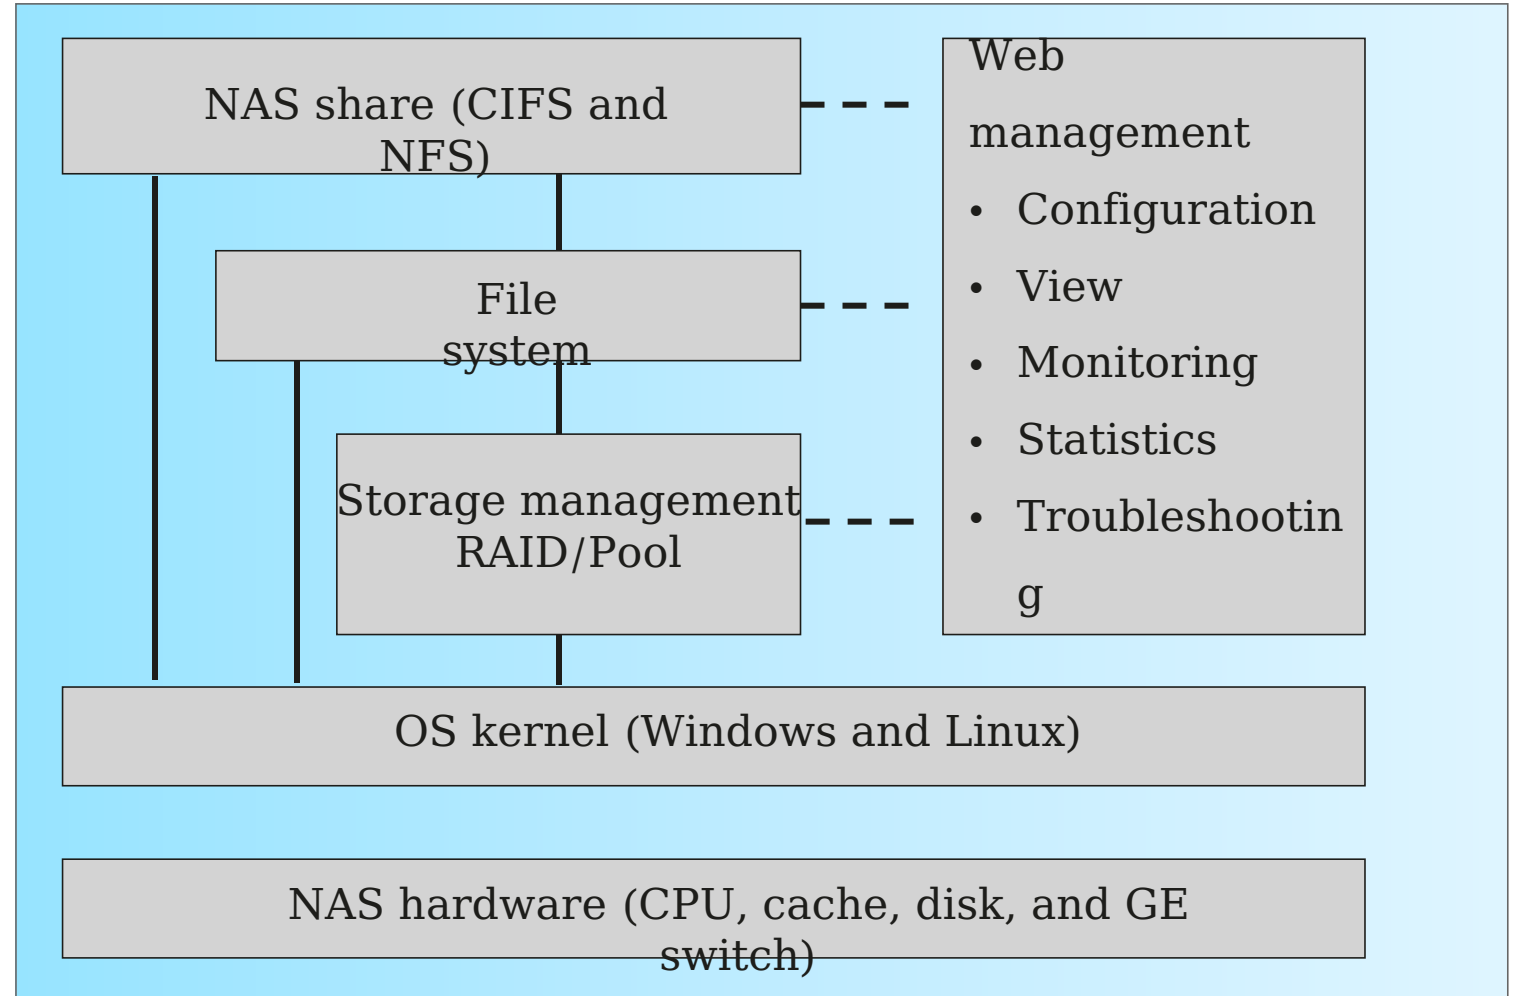 NAS share (CIFS and
NFS)
File
system
Storage management
RAID/Pool
Web
management
• Configuration
• View
• Monitoring
• Statistics
• Troubleshootin
g
OS kernel (Windows and Linux)
NAS hardware (CPU, cache, disk, and GE
switch)